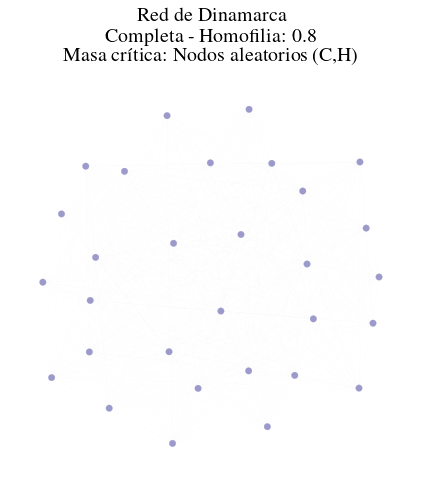 Red de Dinamarca
Completa - Homofilia: 0.8
Masa crítica: Nodos aleatorios (C,H)